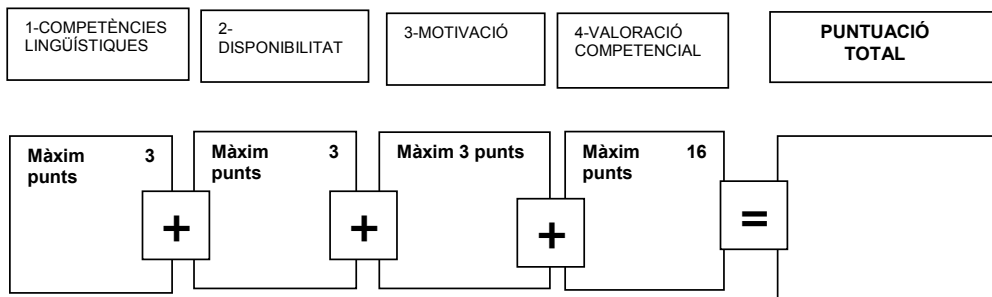 1-COMPETÈNCIES
LINGÜÍSTIQUES
2-
DISPONIBILITAT
3-MOTIVACIÓ
4-VALORACIÓ
COMPETENCIAL
PUNTUACIÓ
TOTAL
Màxim 3
punts
+
Màxim 3
punts
+
Màxim 3 punts
+
Màxim 16
punts
=